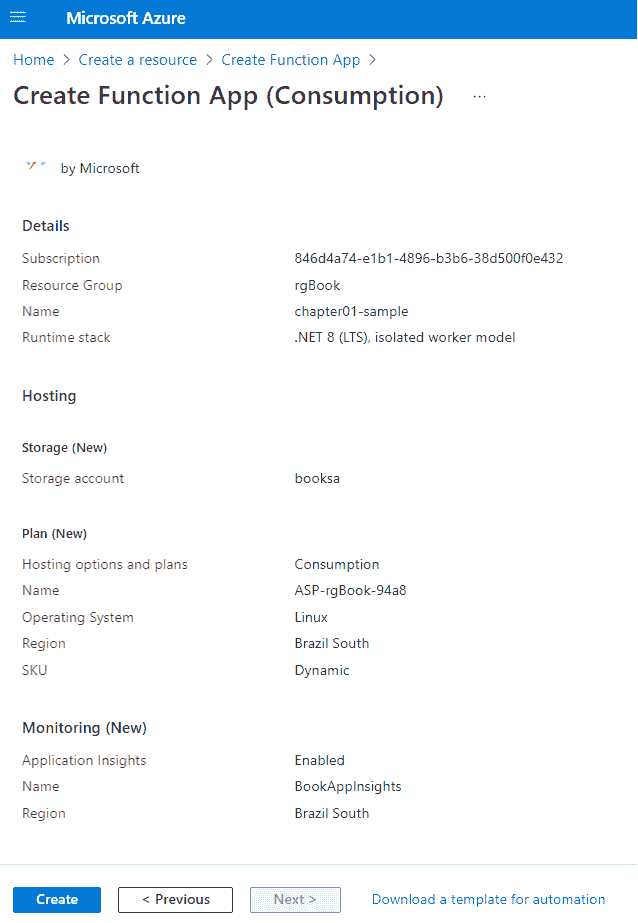 Microsoft Azure
Home > Create a resource > Create Function App >
Create Function App (Consumption) ...
by Microsoft
Details
Subscription 846d4a74-e1b1-4896-b3b6-38d500f0e432
Resource Group rgBook
Name chapter01-sample
Runtime stack .NET 8 (LTS), isolated worker model
Hosting
Storage (New)
Storage account booksa
Plan (New)
Hosting options and plans Consumption
Name ASP-rgBook-94a8
Operating System Linux
Region Brazil South
SKU Dynamic
Monitoring (New)
Application Insights Enabled
Name BookAppInsights
Region Brazil South
Create < Previous Next > Download a template for automation